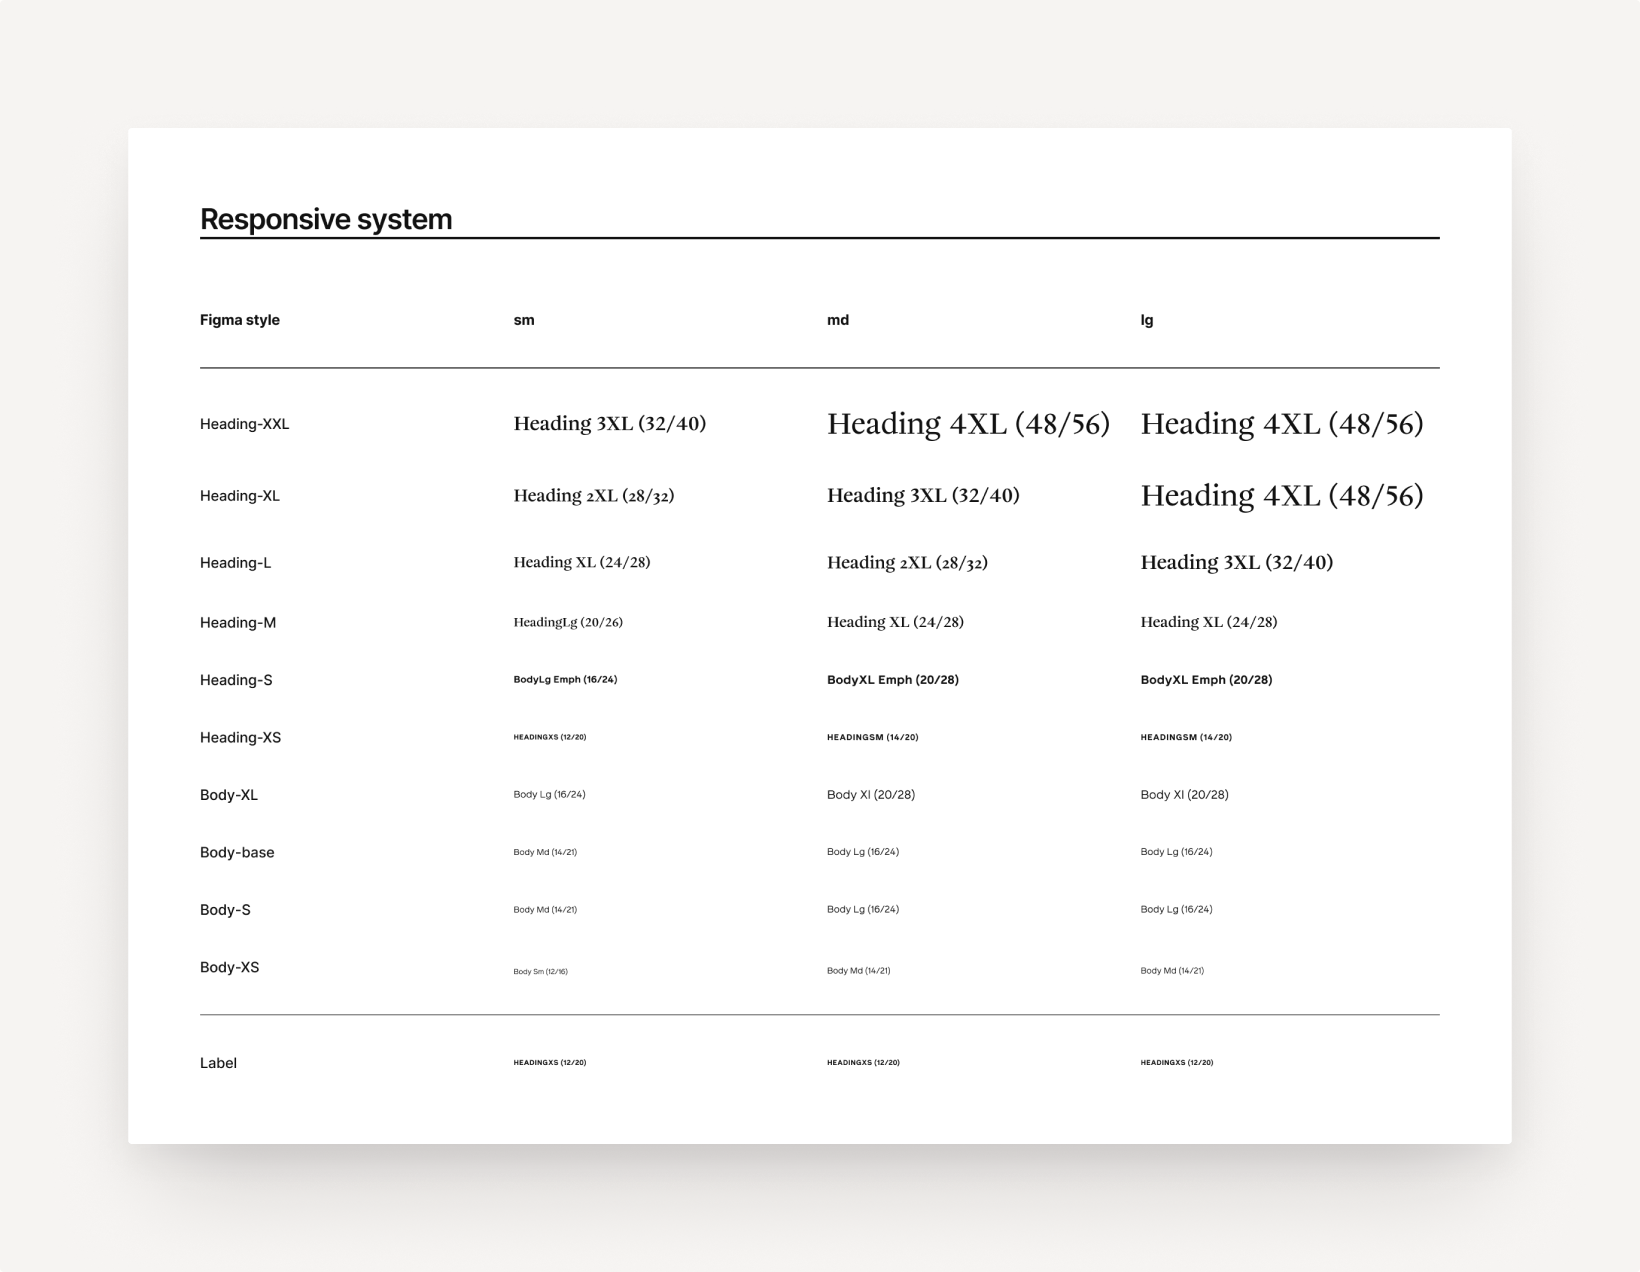 Responsive system
Figma style sm md lg
Heading-XXL Heading 3XL (32/40) Heading 4XL (48/56) Heading 4XL (48/56)
Heading-XL Heading 2XL (28/32) Heading 3XL (32/40) Heading 4XL (48/56)
Heading-L Heading XL (24/28) Heading 2XL (28/32) Heading 3XL (32/40)
Heading-M HeadingLg (20/26) Heading XL (24/28) Heading XL (24/28)
Heading-S BodyLg Emph (16/24) BodyXL Emph (20/28) BodyXL Emph (20/28)
Heading-XS HEADINGXS (12/20) HEADINGSM (14/20) HEADINGSM (14/20)
Body-XL Body Lg (16/24) Body Xl (20/28) Body Xl (20/28)
Body-base Body Md (14/21) Body Lg (16/24) Body Lg (16/24)
Body-S Body Md (14/21) Body Lg (16/24) Body Lg (16/24)
Body-XS Body Sm (12/16) Body Md (14/21) Body Md (14/21)
Label HEADINGXS (12/20) HEADINGXS (12/20) HEADINGXS (12/20)